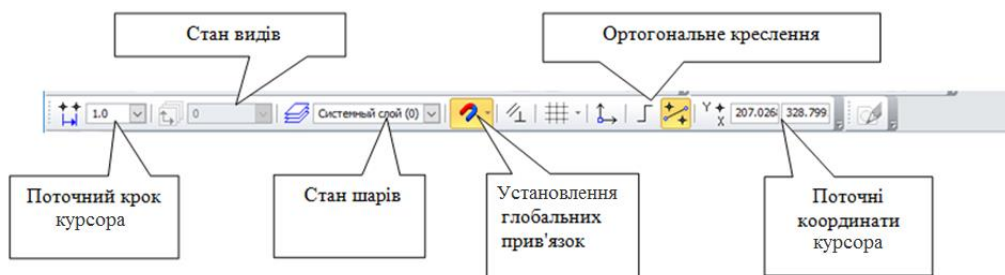 Стан видів
Ортогональне креслення
1.0
0
Системный слой (0)
Y X
207.026
328.799
Поточний крок
курсора
Стан шарів
Установлення
глобальних
прив'язок
Поточні
координати
курсора